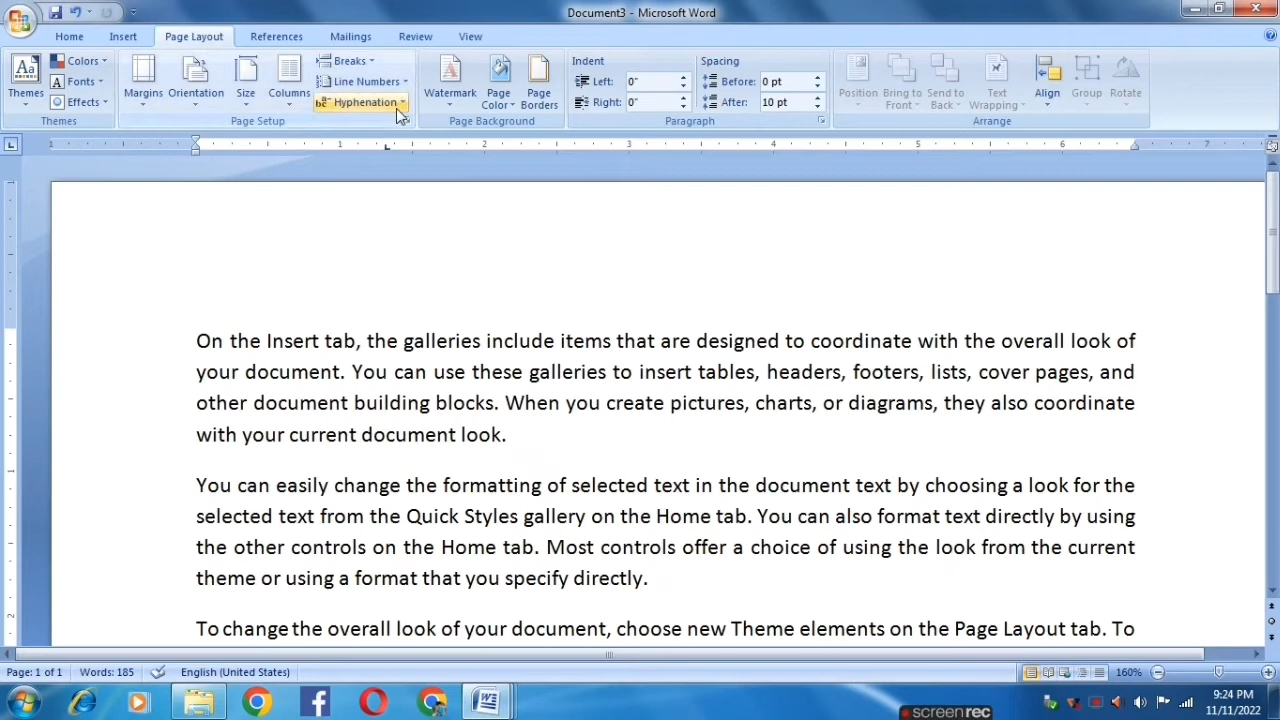 Document3 - Microsoft Word
Home Insert Page Layout References Mailings Review View
Themes
Colors
Fonts
Effects
Themes
Margins
Orientation
Size
Columns
Breaks
Line Numbers
Hyphenation
Page Setup
Watermark
Page Color
Page Borders
Page Background
Indent
Left: 0"
Right: 0"
Spacing
Before: 0 pt
After: 10 pt
Paragraph
Position
Bring to Front
Send to Back
Text Wrapping
Align
Group
Rotate
Arrange
1 1 2 3 4 5 6 7
On the Insert tab, the galleries include items that are designed to coordinate with the overall look of
your document. You can use these galleries to insert tables, headers, footers, lists, cover pages, and
other document building blocks. When you create pictures, charts, or diagrams, they also coordinate
with your current document look.
You can easily change the formatting of selected text in the document text by choosing a look for the
selected text from the Quick Styles gallery on the Home tab. You can also format text directly by using
the other controls on the Home tab. Most controls offer a choice of using the look from the current
theme or using a format that you specify directly.
To change the overall look of your document, choose new Theme elements on the Page Layout tab. To
Page: 1 of 1 Words: 185 English (United States) 160%
9:24 PM
11/11/2022
screenrec